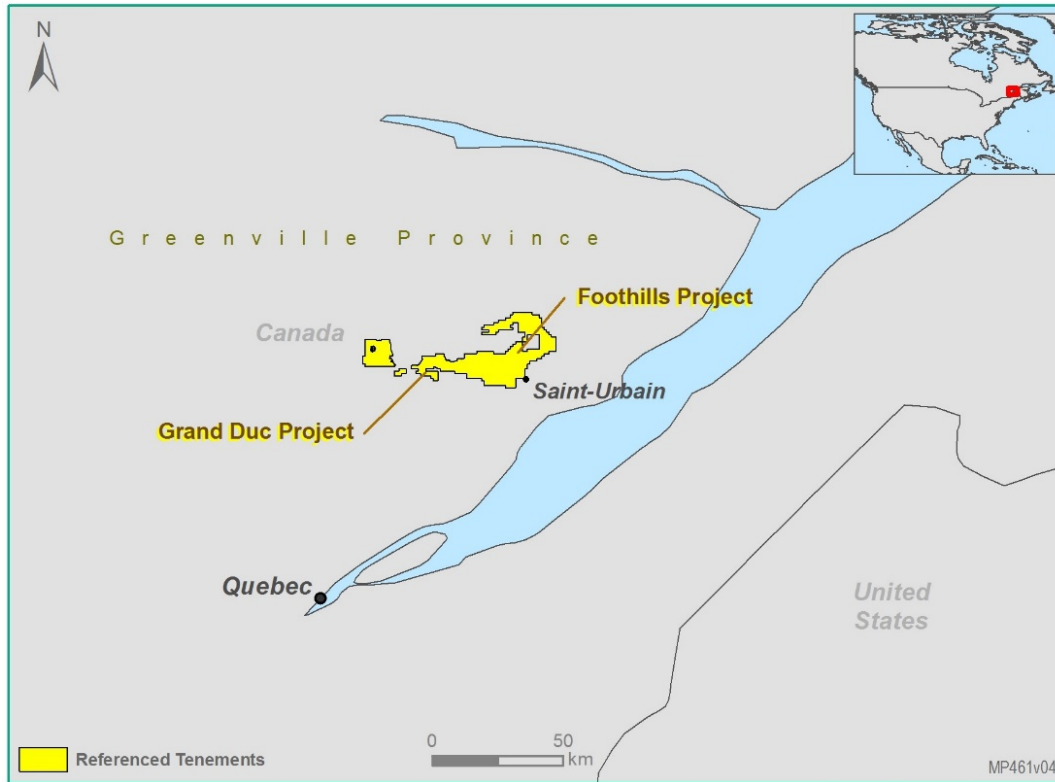 N
Greenville Province
Foothills Project
Canada
Saint-Urbain
Grand Duc Project
Quebec
United
States
Referenced Tenements
0 50
km
MP461v04